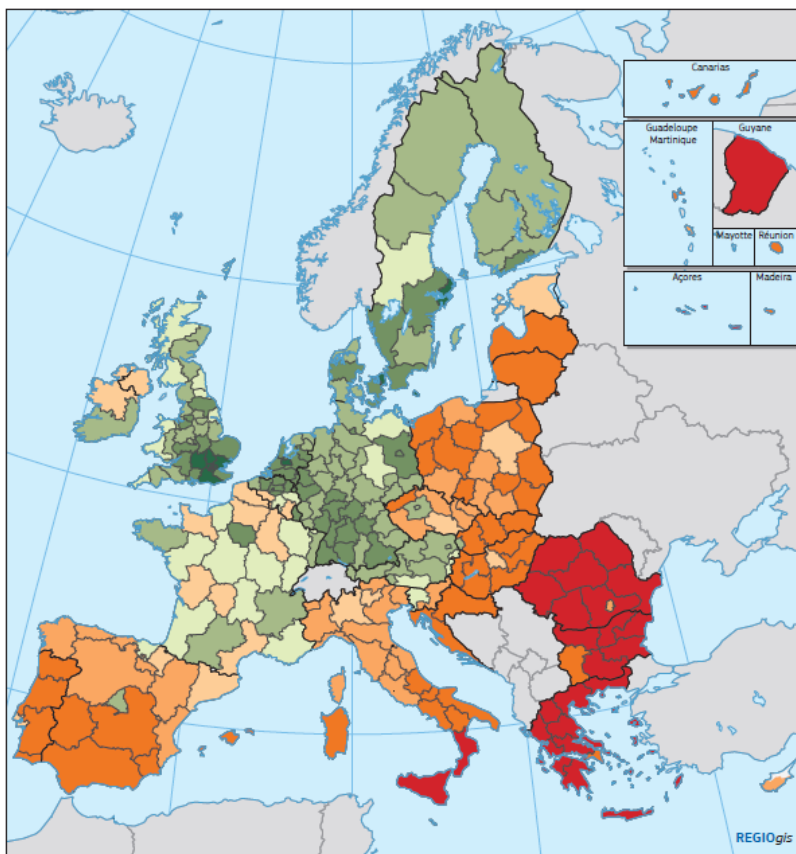 Canarias
Guadeloupe
Martinique
Guyane
Mayotte
Réunion
Açores
Madeira
REGIOgis